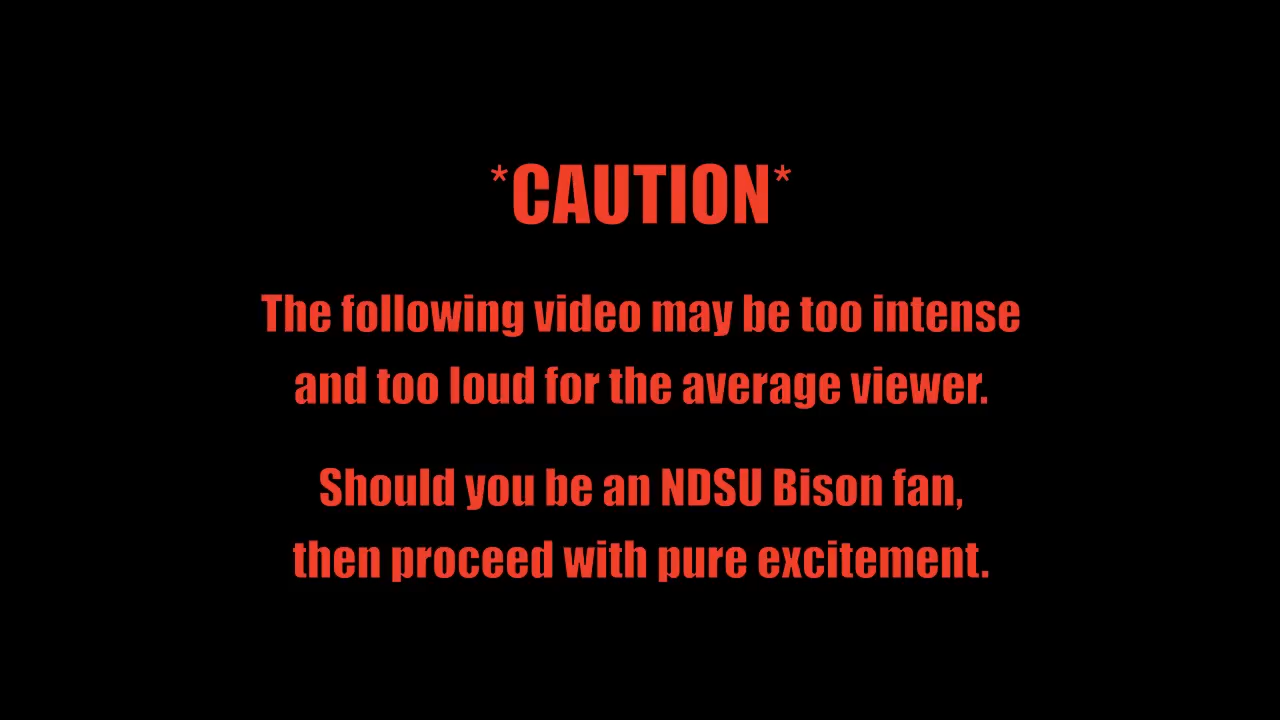 *CAUTION*
The following video may be too intense
and too loud for the average viewer.
Should you be an NDSU Bison fan,
then proceed with pure excitement.